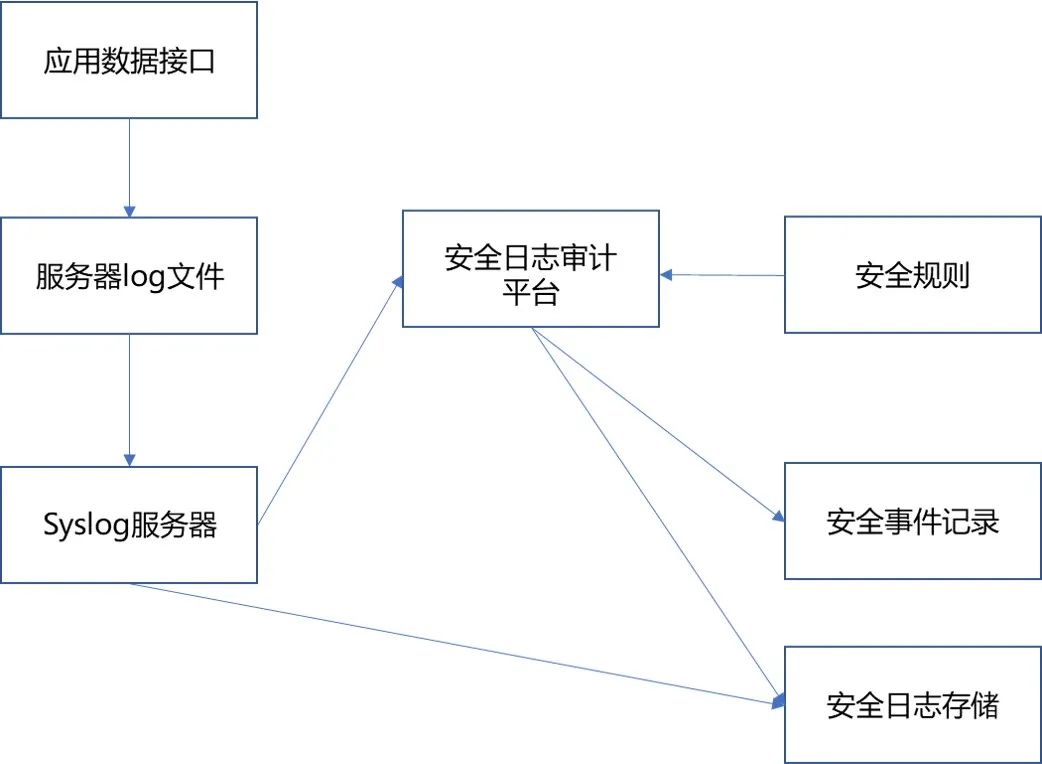 应用数据接口
服务器log文件
安全日志审计
平台
安全规则
Syslog服务器
安全事件记录
安全日志存储